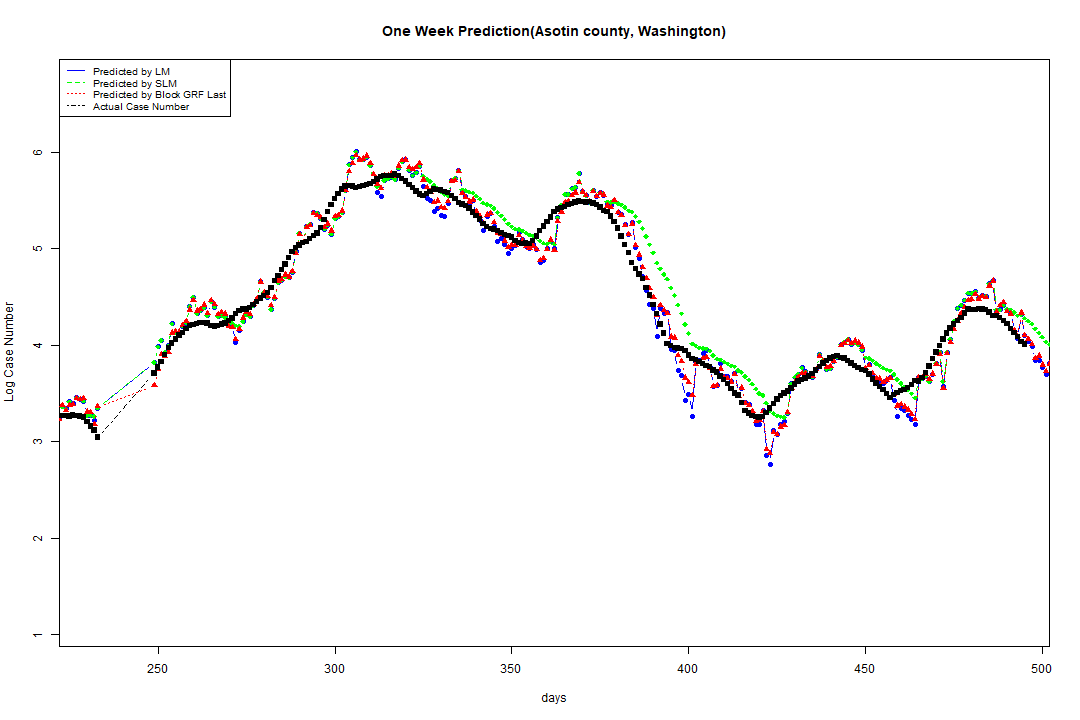 One Week Prediction(Asotin county, Washington)
Predicted by LM
Predicted by SLM
Predicted by Block GRF Last
Actual Case Number
Log Case Number
6
5
4
3
2
1
250 300 350 400 450 500
days